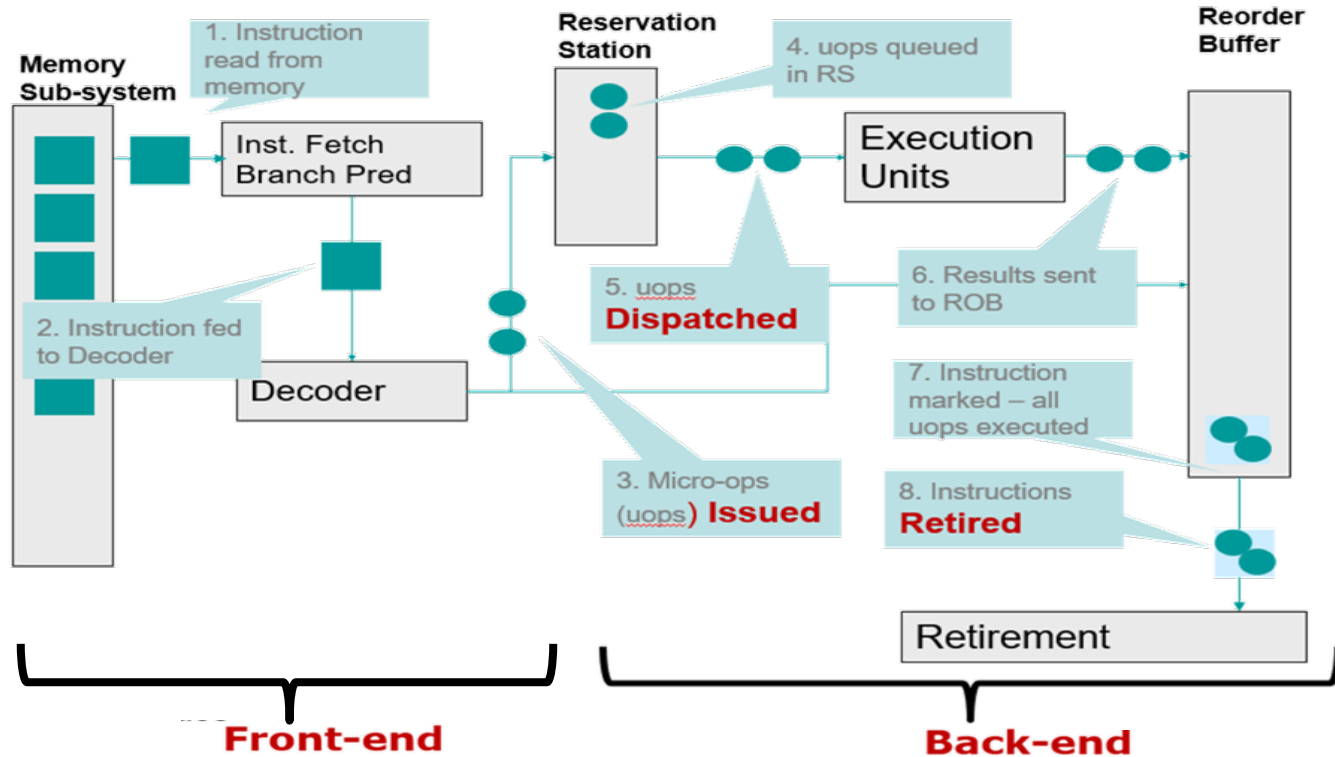 Memory
Sub-system
1. Instruction
read from
memory
Inst. Fetch
Branch Pred
2. Instruction fed
to Decoder
Decoder
Reservation
Station
4. uops queued
in RS
Execution
Units
Reorder
Buffer
5. uops
Dispatched
6. Results sent
to ROB
3. Micro-ops
(uops) Issued
7. Instruction
marked – all
uops executed
8. Instructions
Retired
Retirement
Front-end
Back-end